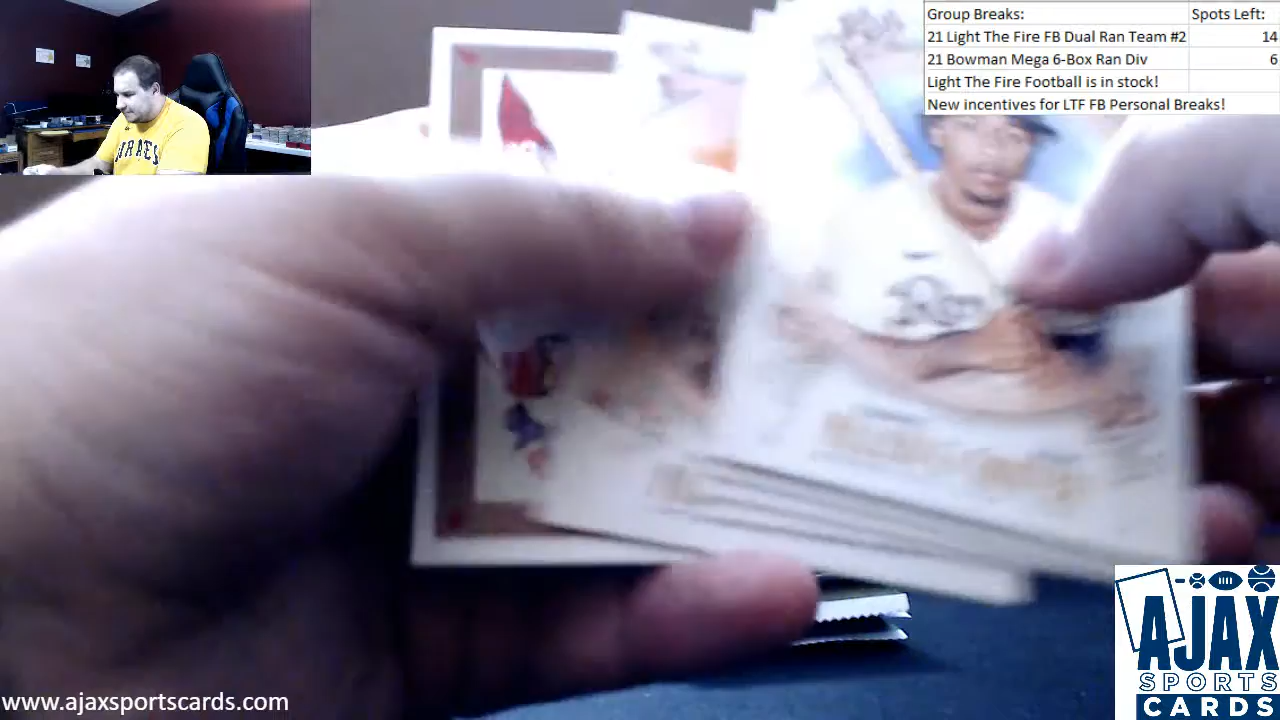 Group Breaks: Spots Left:
21 Light The Fire FB Dual Ran Team #2 14
21 Bowman Mega 6-Box Ran Div 6
Light The Fire Football is in stock!
New incentives for LTF FB Personal Breaks!
PIRATES
AJAX
SPORTS
CARDS
www.ajaxsportscards.com